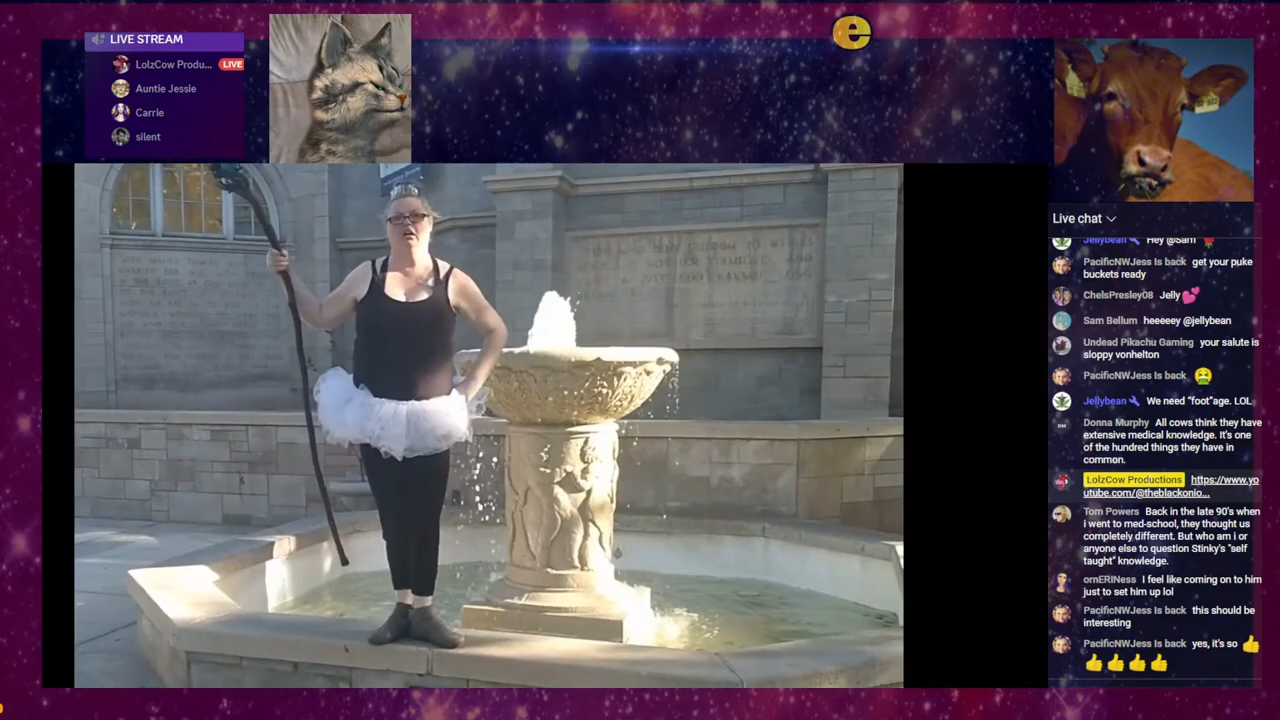 LIVE STREAM
LolzCow Produ... LIVE
Auntie Jessie
Carrie
silent
e
Live chat
Jellybean Hey @Sam
PacificNWJess Is back get your puke
buckets ready
ChelsPresley08 Jelly
Sam Bellum heeeeey @jellybean
Undead Pikachu Gaming your salute is
sloppy vonhelton
PacificNWJess Is back
Jellybean We need "foot"age. LOL
DM
Donna Murphy All cows think they have
extensive medical knowledge. It's one
of the hundred things they have in
common.
LolzCow Productions https://www.yo
utube.com/@theblackonio...
Tom Powers Back in the late 90's when
i went to med-school, they thought us
completely different. But who am i or
anyone else to question Stinky's "self
taught" knowledge.
ornERINess I feel like coming on to him
just to set him up lol
PacificNWJess Is back this should be
interesting
PacificNWJess Is back yes, it's so